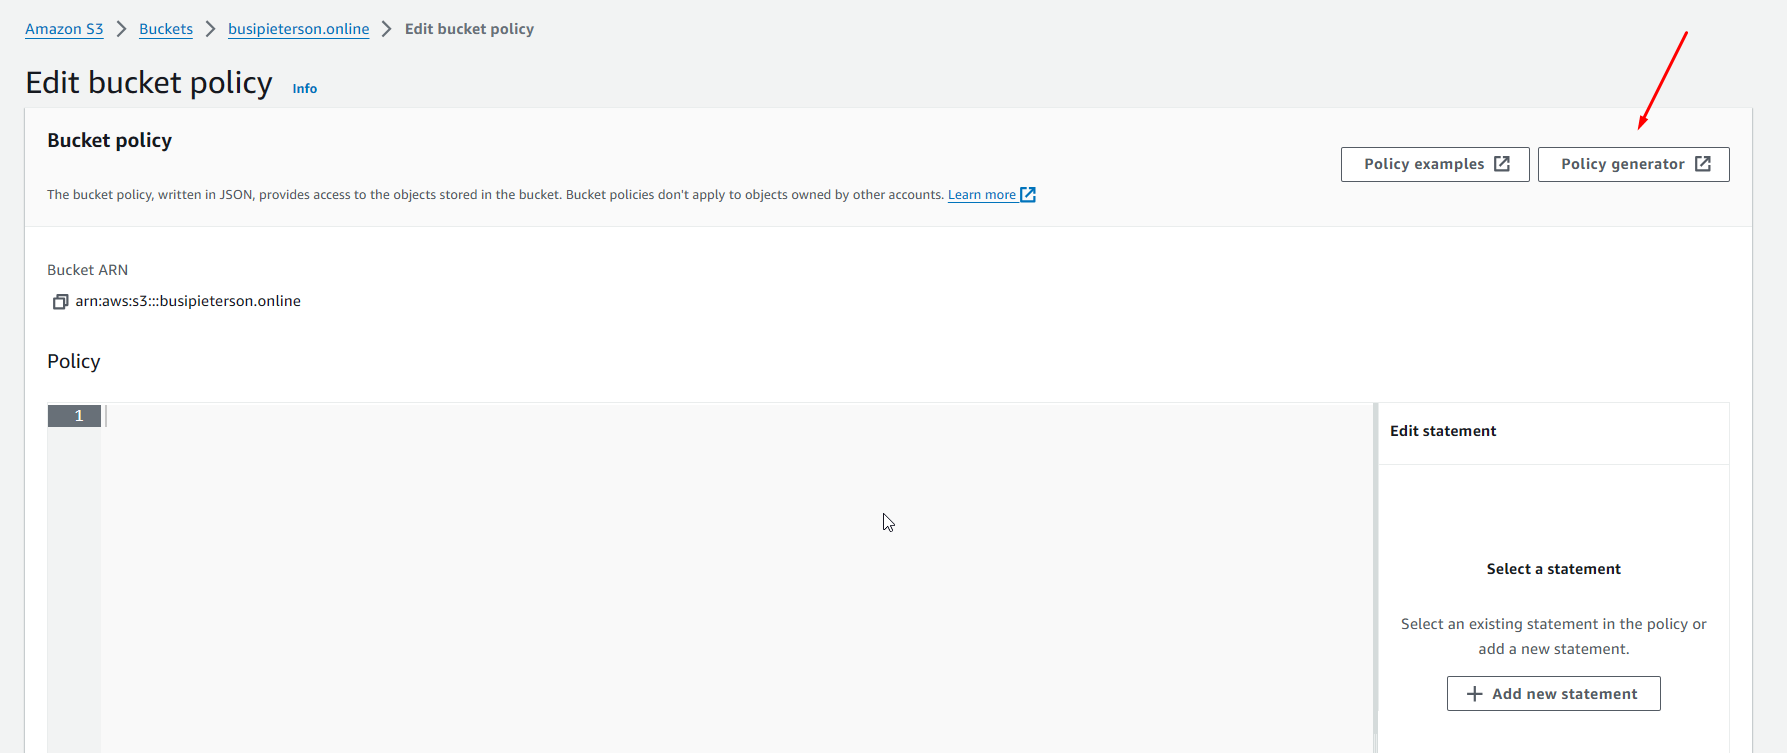 Amazon S3 > Buckets > busipieterson.online > Edit bucket policy
Edit bucket policy Info
Bucket policy
Policy examples
Policy generator
The bucket policy, written in JSON, provides access to the objects stored in the bucket. Bucket policies don't apply to objects owned by other accounts. Learn more
Bucket ARN
arn:aws:s3:::busipieterson.online
Policy
1
Edit statement
Select a statement
Select an existing statement in the policy or
add a new statement.
+ Add new statement